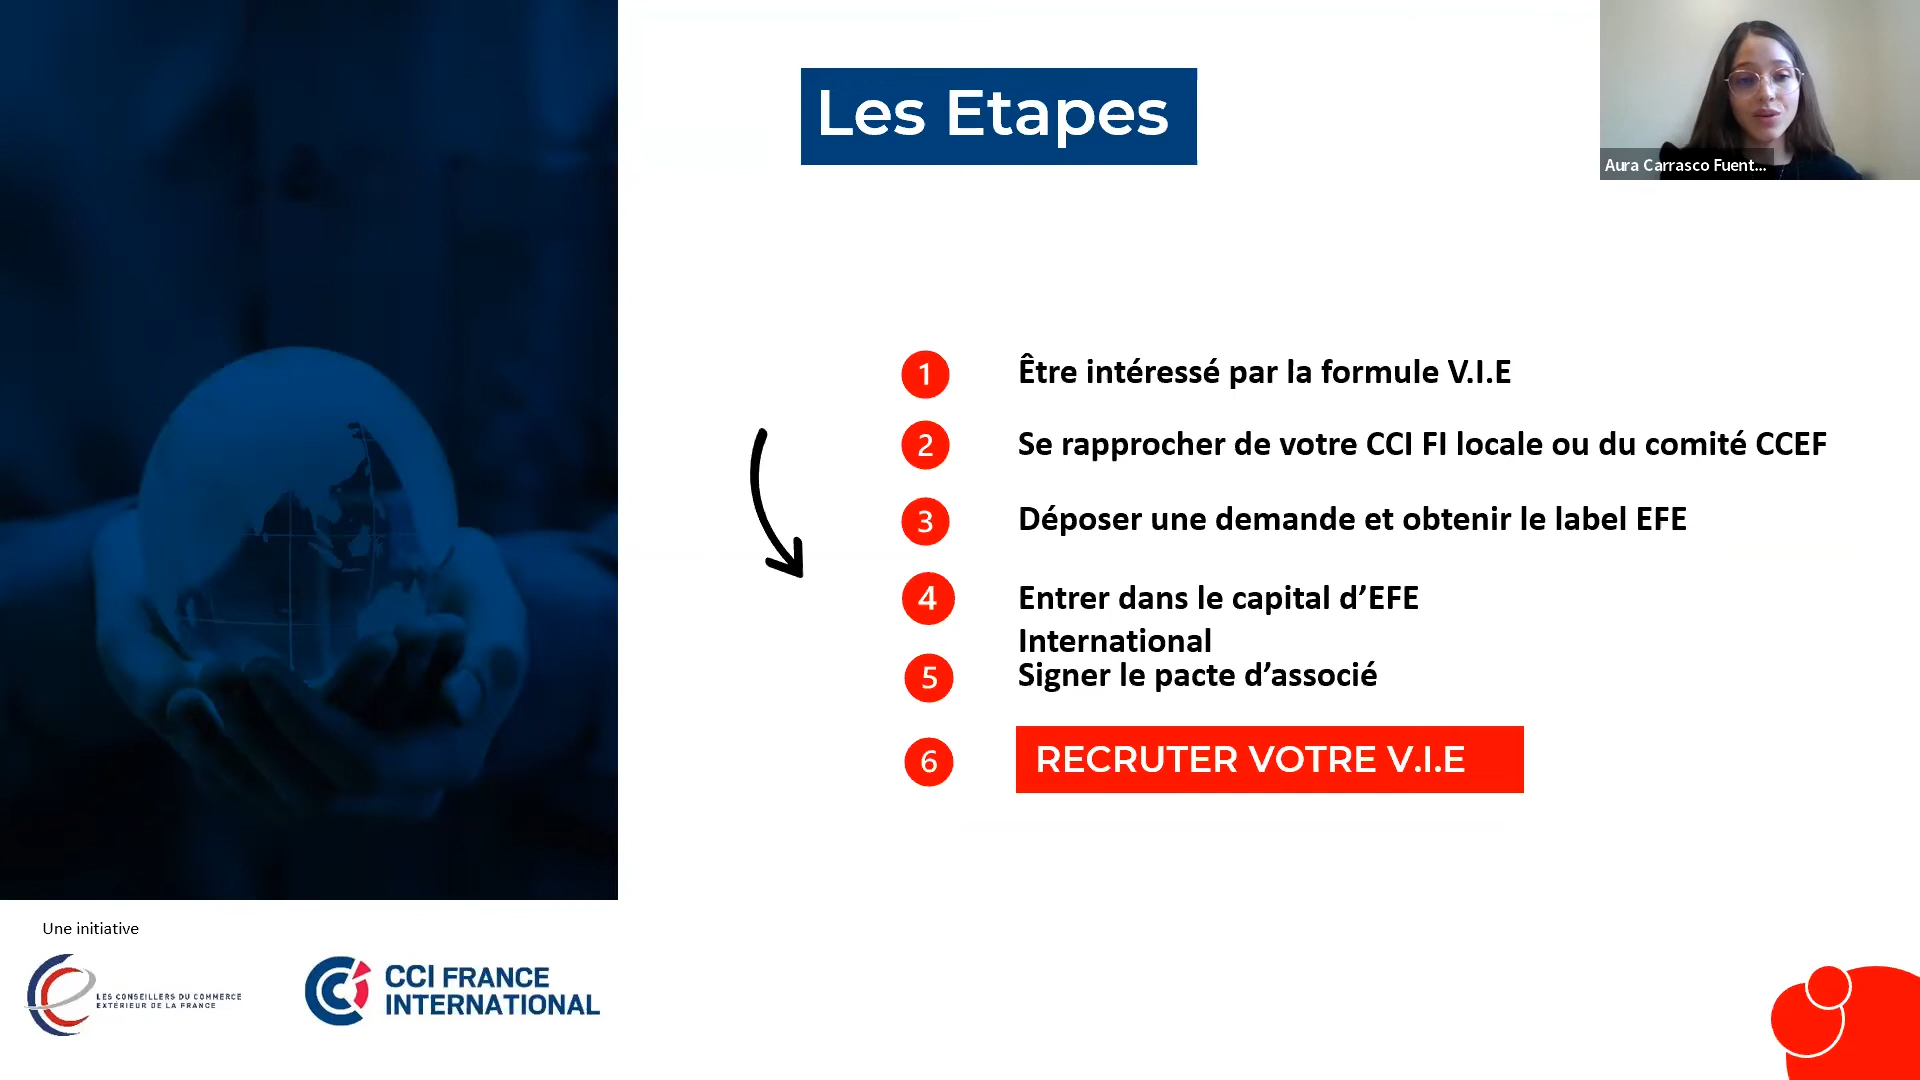 Les Etapes
Aura Carrasco Fuent...
1 Être intéressé par la formule V.I.E
2 Se rapprocher de votre CCI FI locale ou du comité CCEF
3 Déposer une demande et obtenir le label EFE
4 Entrer dans le capital d’EFE
International
5 Signer le pacte d’associé
6 RECRUTER VOTRE V.I.E
Une initiative
LES CONSEILLERS DU COMMERCE
EXTÉRIEUR DE LA FRANCE
CCI FRANCE
INTERNATIONAL